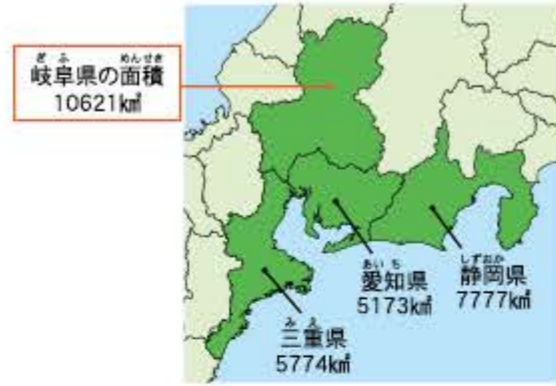 岐阜県の面積
10621k㎡
愛知県
5173k㎡
静岡県
7777k㎡
三重県
5774k㎡
ぎふ
めんせき
あいち
しずおか
みえ